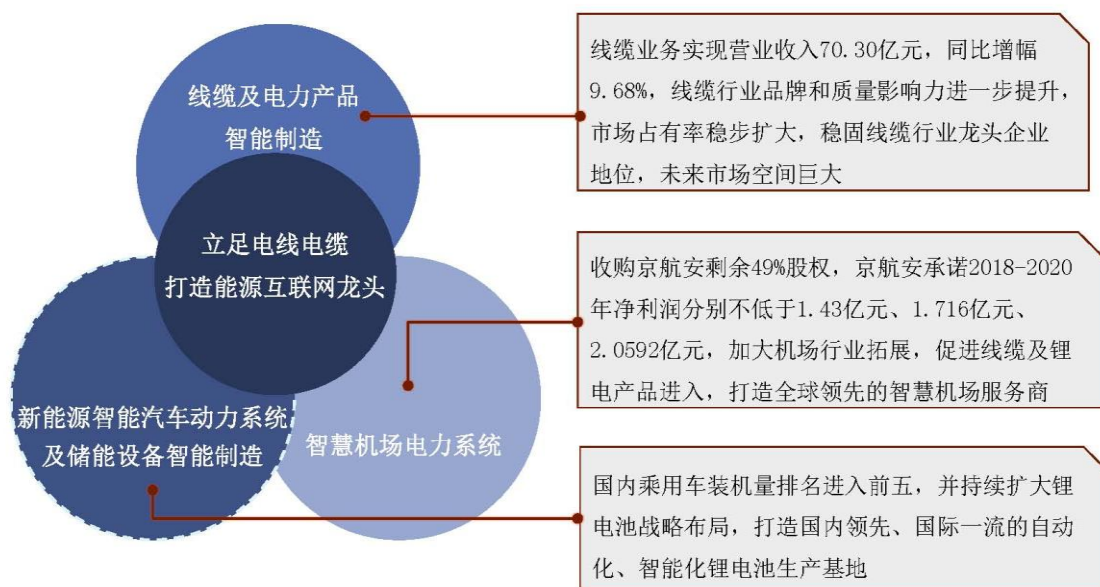 线缆及电力产品
智能制造
立足电线电缆
打造能源互联网龙头
新能源智能汽车动力系统
及储能设备智能制造
智慧机场电力系统
线缆业务实现营业收入70.30亿元，同比增幅
9.68%，线缆行业品牌和质量影响力进一步提升，
市场占有率稳步扩大，稳固线缆行业龙头企业
地位，未来市场空间巨大
收购京航安剩余49%股权，京航安承诺2018-2020
年净利润分别不低于1.43亿元、1.716亿元、
2.0592亿元，加大机场行业拓展，促进线缆及锂
电产品进入，打造全球领先的智慧机场服务商
国内乘用车装机量排名进入前五，并持续扩大锂
电池战略布局，打造国内领先、国际一流的自动
化、智能化锂电池生产基地